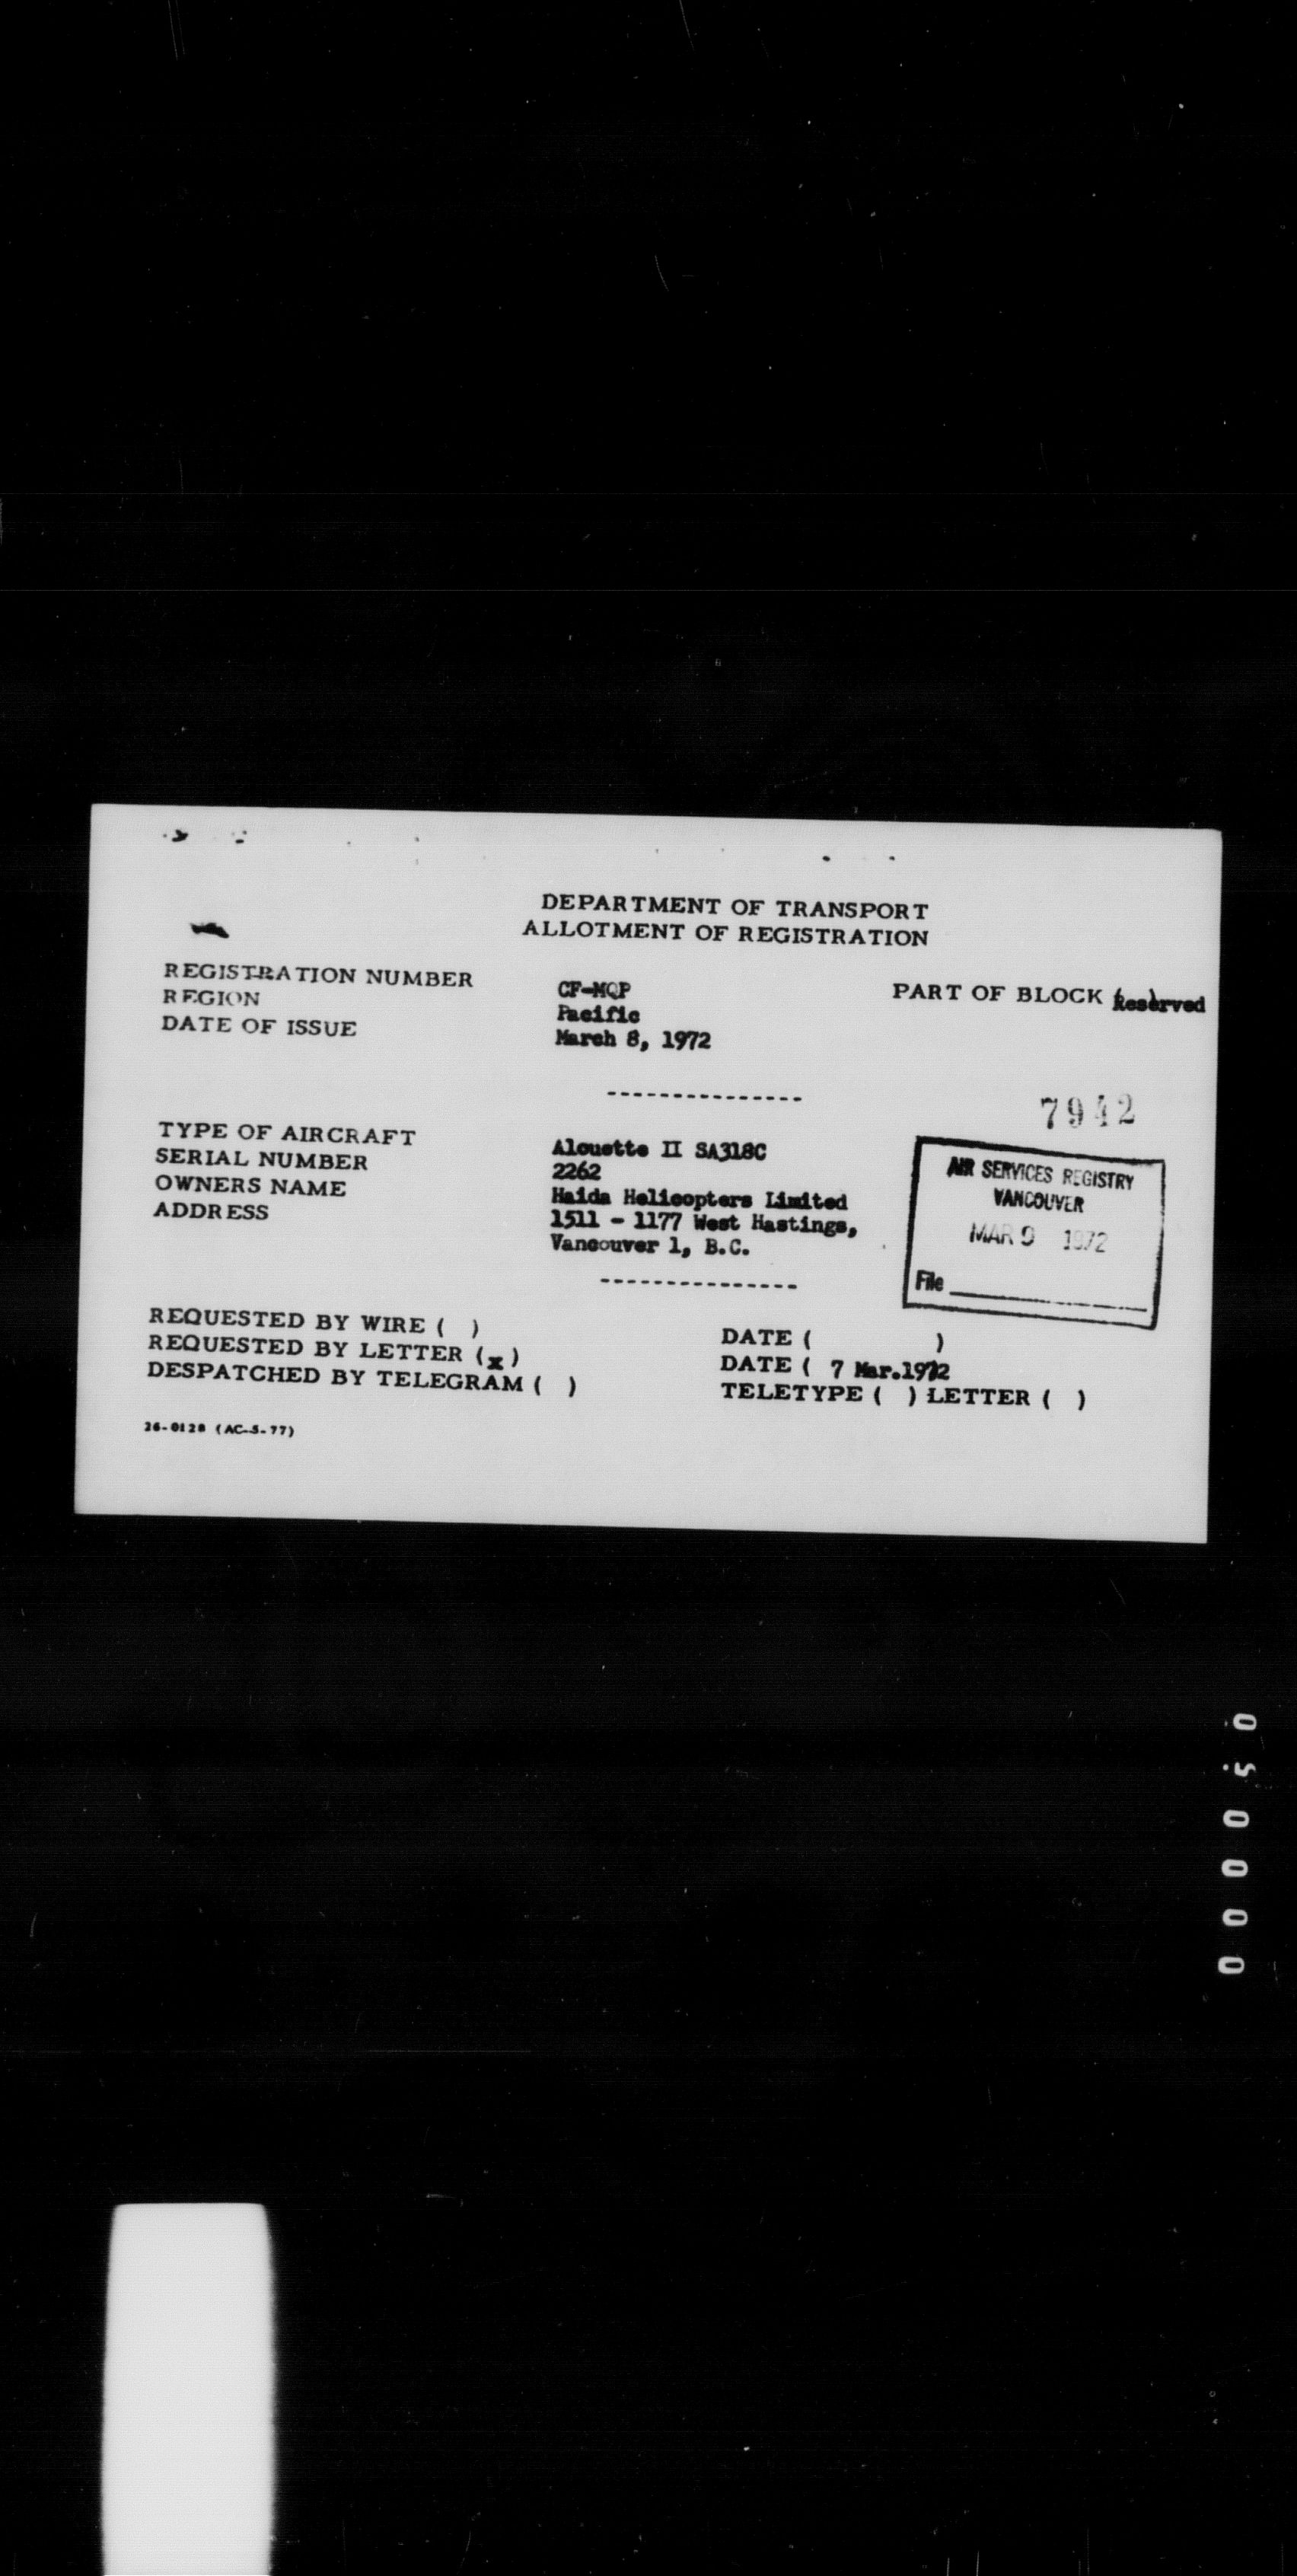 DEPARTMENT OF TRANSPORT
ALLOTMENT OF REGISTRATION
REGISTRATION NUMBER CF-MQP PART OF BLOCK ( ) Reserved
REGION Pacific
DATE OF ISSUE March 8, 1972
---------------
7942
TYPE OF AIRCRAFT Alouette II SA318C
SERIAL NUMBER 2262
OWNERS NAME Haida Helicopters Limited
ADDRESS 1511 - 1177 West Hastings,
Vancouver 1, B.C.
---------------
AIR SERVICES REGISTRY
VANCOUVER
MAR 9 1972
File
REQUESTED BY WIRE ( ) DATE ( )
REQUESTED BY LETTER (x) DATE ( 7 Mar.1972
DESPATCHED BY TELEGRAM ( ) TELETYPE ( ) LETTER ( )
26-0128 (AC-5-77)
000050